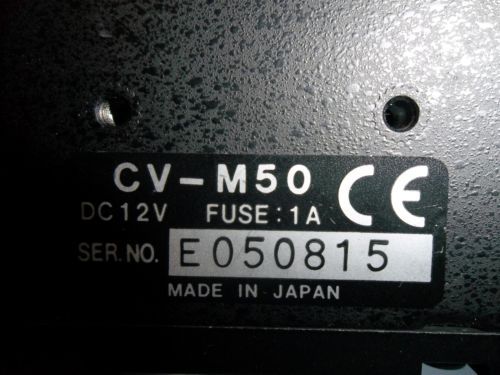 CV-M50 CE
DC12V FUSE:1A
SER.NO. E050815
MADE IN JAPAN